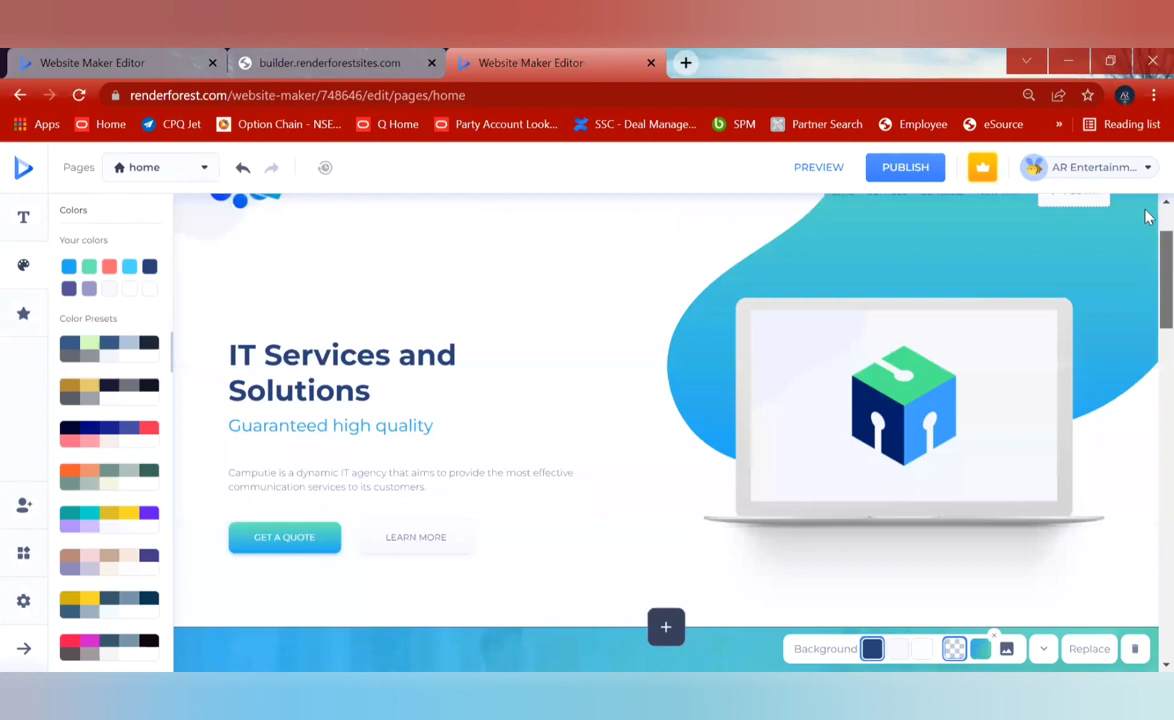 Website Maker Editor
builder.renderforestsites.com
Website Maker Editor
renderforest.com/website-maker/748646/edit/pages/home
Apps
Home
CPQ Jet
Option Chain - NSE...
Q Home
Party Account Look...
SSC - Deal Manage...
SPM
Partner Search
Employee
eSource
»
Reading list
Pages
home
PREVIEW
PUBLISH
AR Entertainm...
T
Colors
Your colors
Color Presets
IT Services and
Solutions
Guaranteed high quality
Camputie is a dynamic IT agency that aims to provide the most effective
communication services to its customers.
GET A QUOTE
LEARN MORE
+
Background
Replace